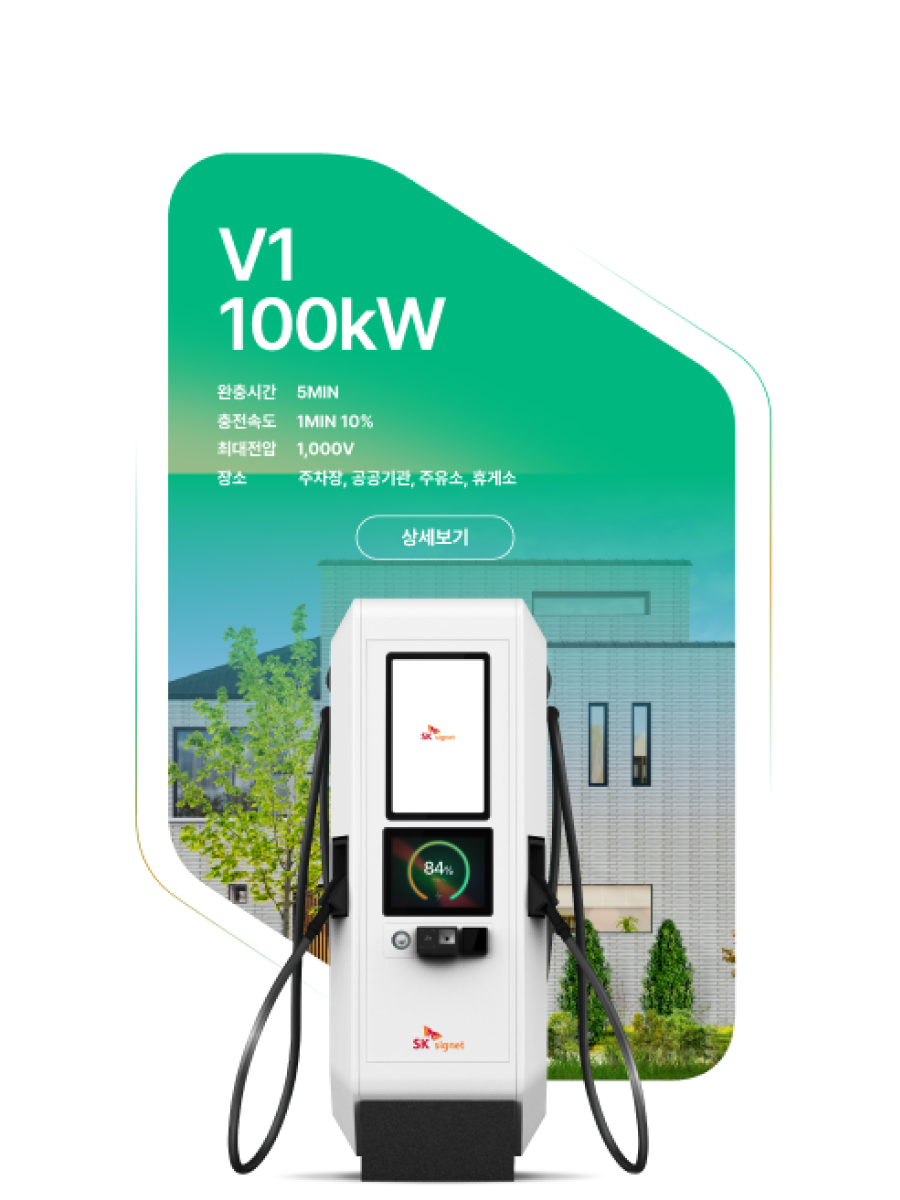 V1
100kW
완충시간 5MIN
충전속도 1MIN 10%
최대전압 1,000V
장소 주차장, 공공기관, 주유소, 휴게소
상세보기
SK signet
84%
SK signet